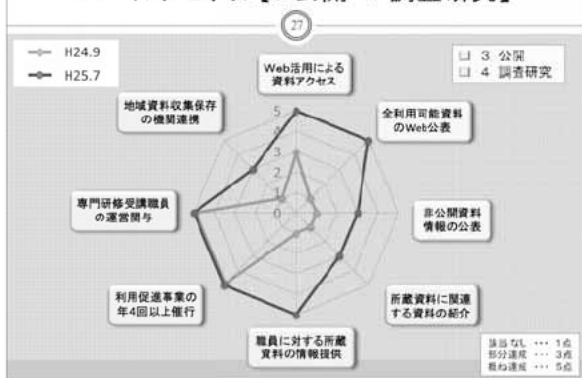 27
H24.9
H25.7
□ 3 公開
□ 4 調査研究
Web活用による
資料アクセス
全利用可能資料
のWeb公表
非公開資料
情報の公表
所蔵資料に関連
する資料の紹介
職員に対する所蔵
資料の情報提供
利用促進事業の
年4回以上催行
専門研修受講職員
の運営関与
地域資料収集保存
の機関連携
5
4
3
2
1
0
該当なし ・・・ 1点
部分達成 ・・・ 3点
概ね達成 ・・・ 5点